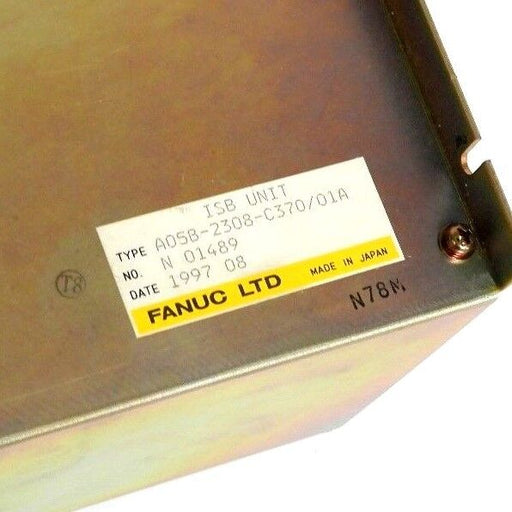 ISB UNIT
TYPE A05B-2308-C370/01A
NO. N 01489
DATE 1997 08
FANUC LTD MADE IN JAPAN
N78M